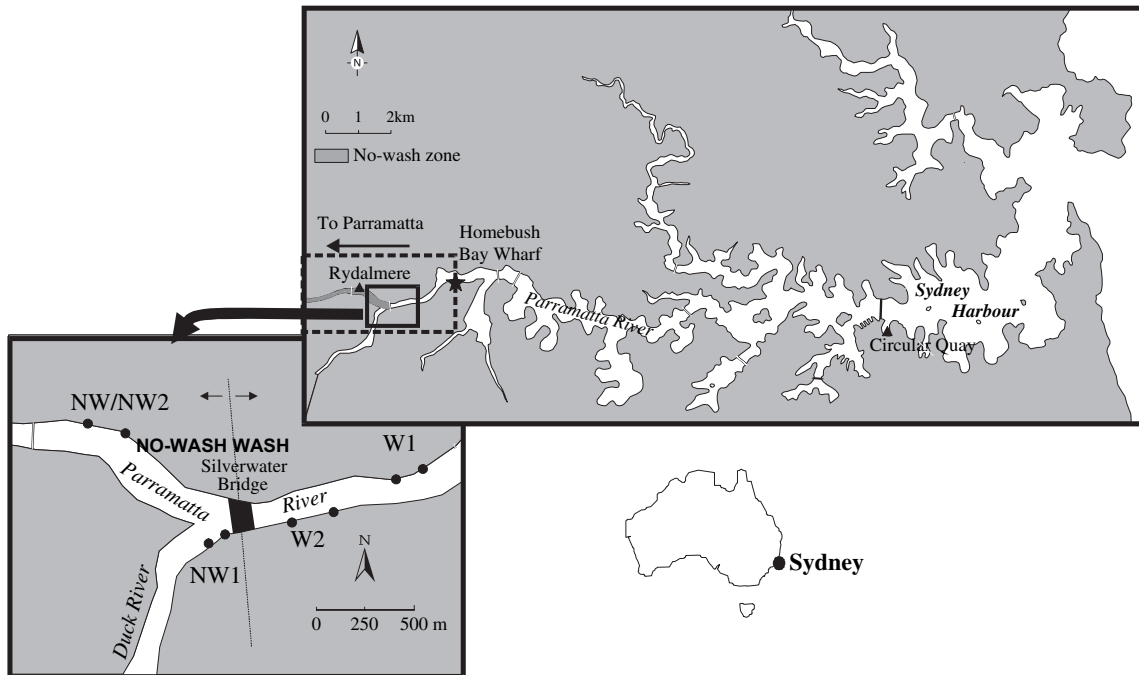 N
0 1 2km
No-wash zone
To Parramatta
Homebush
Bay Wharf
Rydalmere
Parramatta River
Sydney
Harbour
Circular Quay
NW/NW2
NO-WASH WASH
W1
Silverwater
Bridge
Parramatta
River
W2
NW1
N
Duck River
0 250 500 m
Sydney